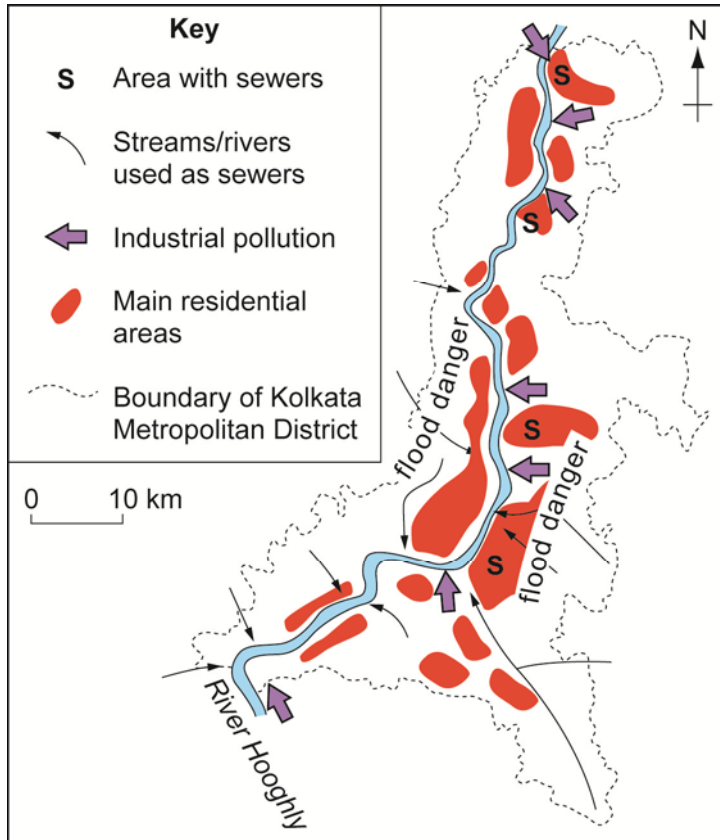 Key
S Area with sewers
Streams/rivers
used as sewers
Industrial pollution
Main residential
areas
Boundary of Kolkata
Metropolitan District
0 10 km
N
S
S
flood danger
S
flood danger
S
River Hooghly